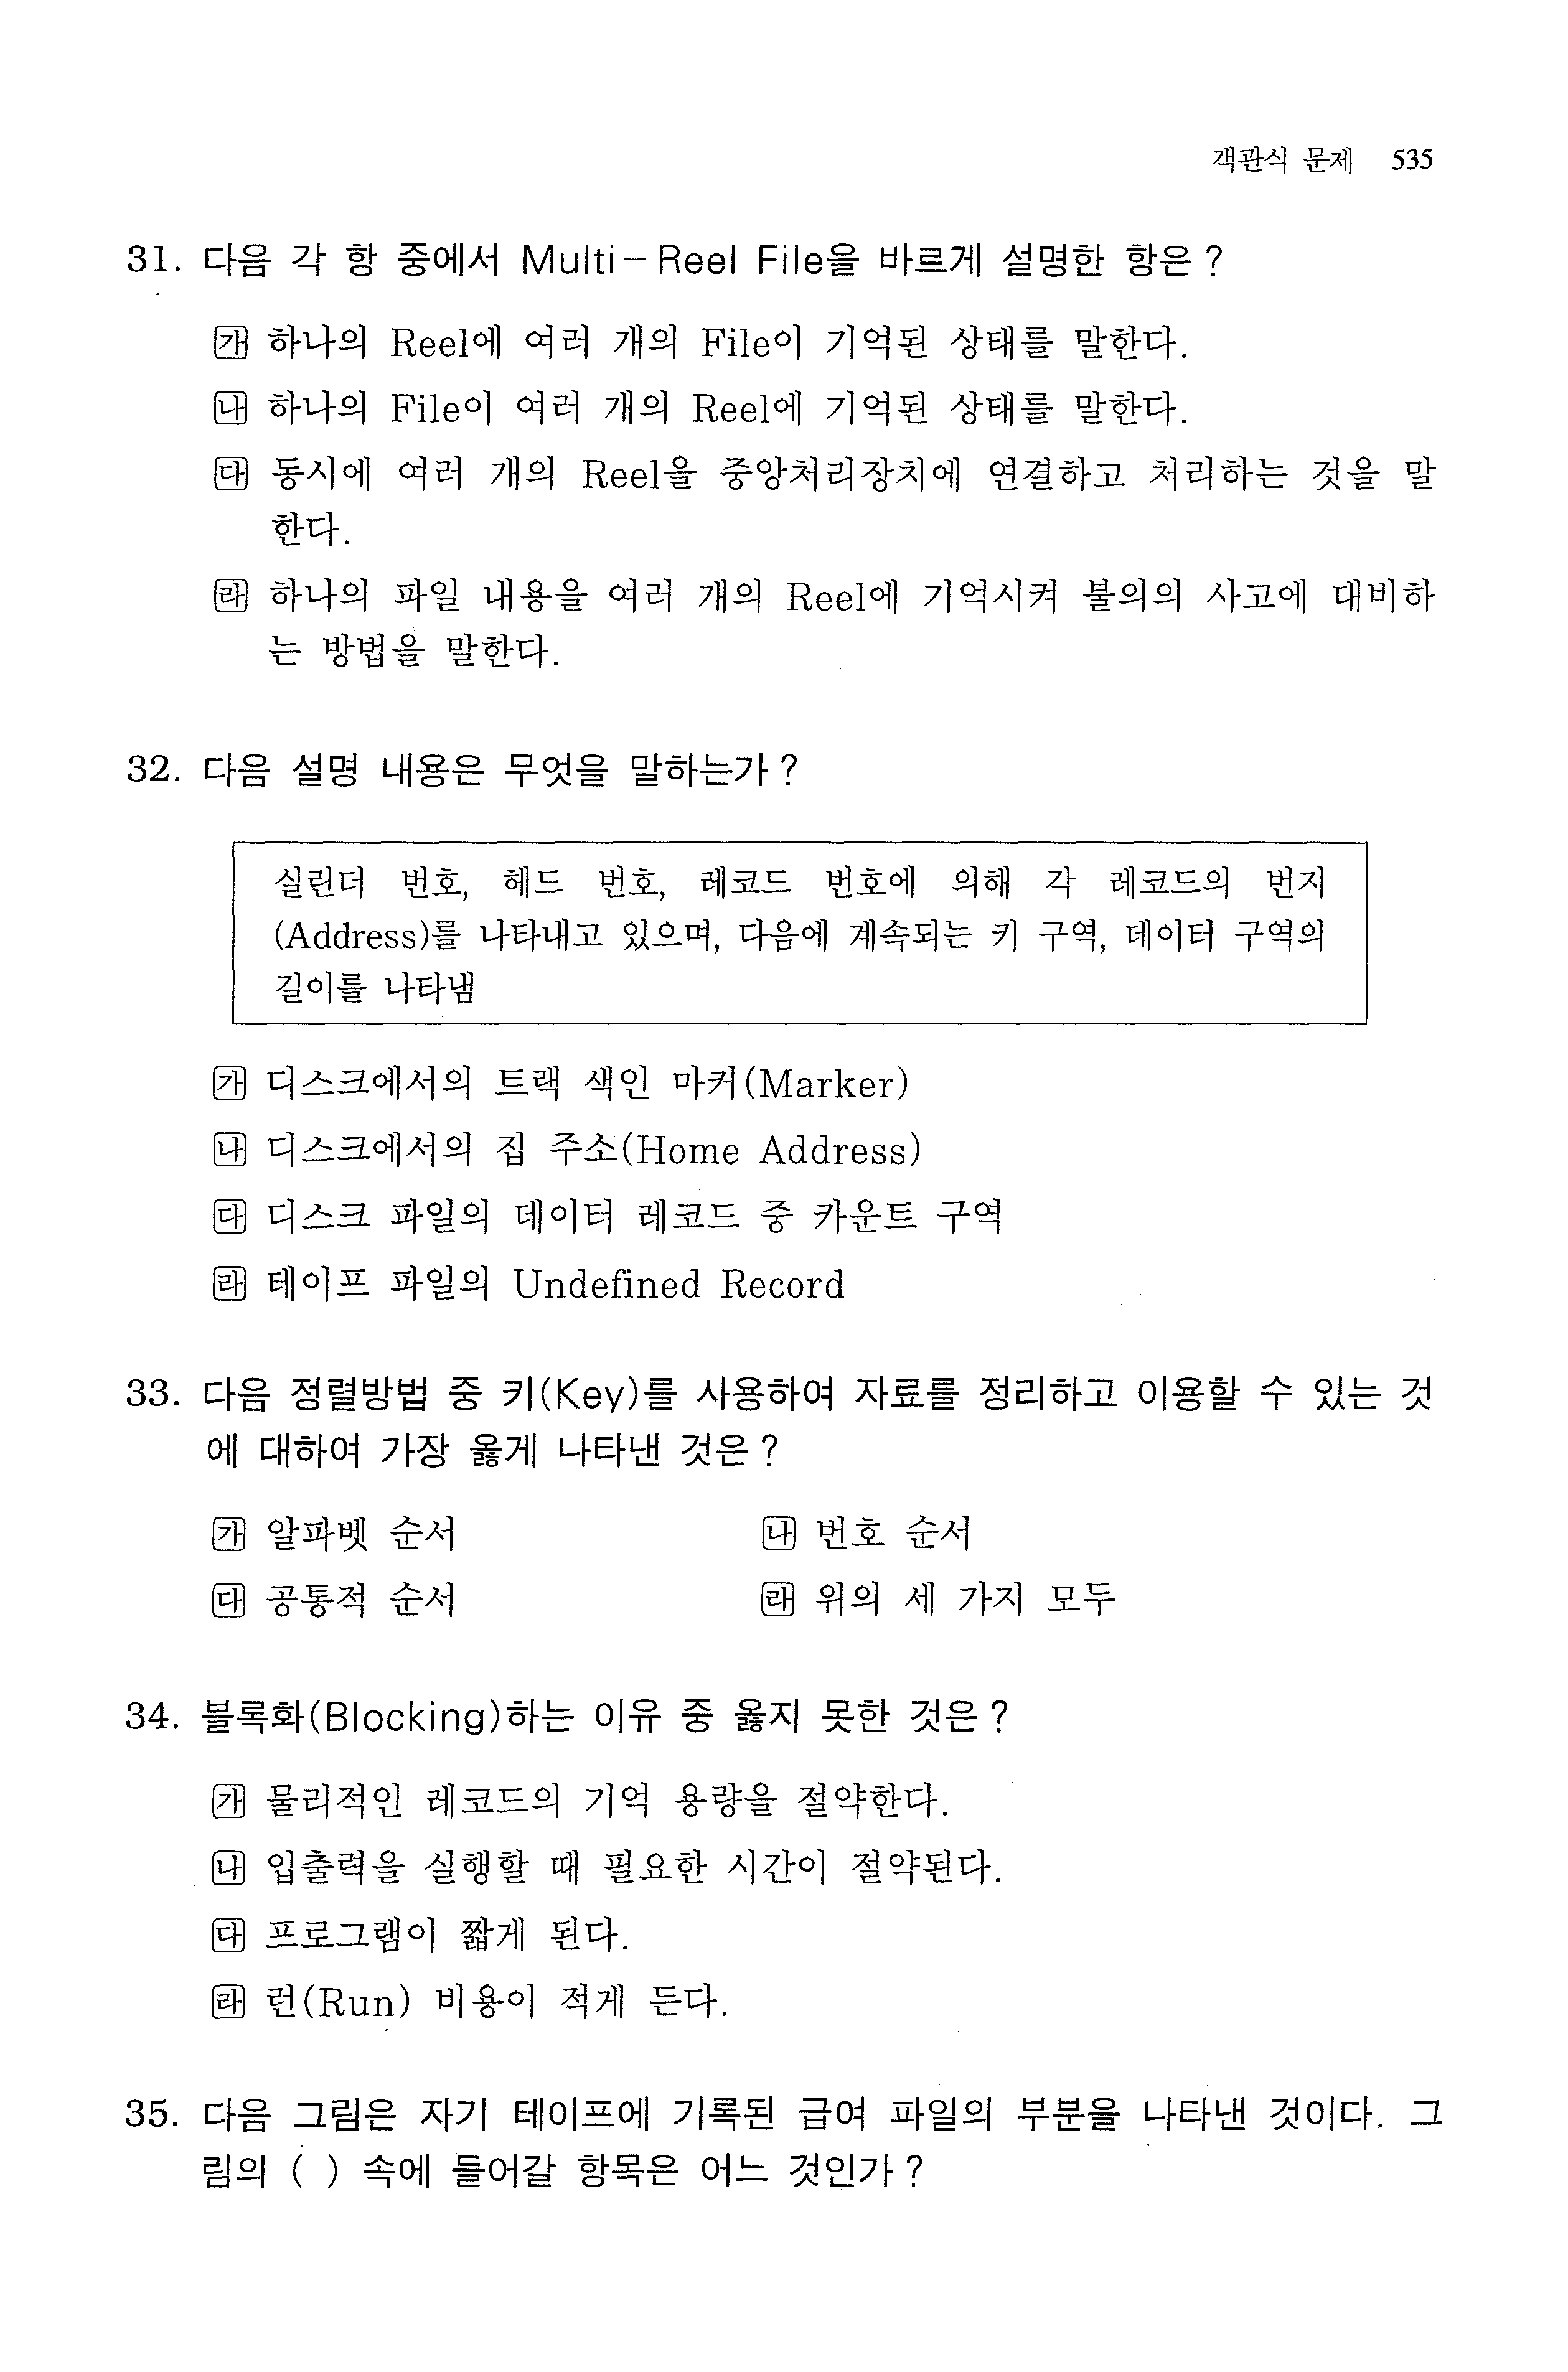 객관식 문제 535
31. 다음 각 항 중에서 Multi-Reel File을 바르게 설명한 항은?
㉮ 하나의 Reel에 여러 개의 File이 기억된 상태를 말한다.
㉯ 하나의 File이 여러 개의 Reel에 기억된 상태를 말한다.
㉰ 동시에 여러 개의 Reel을 중앙처리장치에 연결하고 처리하는 것을 말
한다.
㉱ 하나의 파일 내용을 여러 개의 Reel에 기억시켜 불의의 사고에 대비하
는 방법을 말한다.
32. 다음 설명 내용은 무엇을 말하는가?
실린더 번호, 헤드 번호, 레코드 번호에 의해 각 레코드의 번지
(Address)를 나타내고 있으며, 다음에 계속되는 키 구역, 데이터 구역의
길이를 나타냄
㉮ 디스크에서의 트랙 색인 마커(Marker)
㉯ 디스크에서의 집 주소(Home Address)
㉰ 디스크 파일의 데이터 레코드 중 카운트 구역
㉱ 테이프 파일의 Undefined Record
33. 다음 정렬방법 중 키(Key)를 사용하여 자료를 정리하고 이용할 수 있는 것
에 대하여 가장 옳게 나타낸 것은?
㉮ 알파벳 순서 ㉯ 번호 순서
㉰ 공통적 순서 ㉱ 위의 세 가지 모두
34. 블록화(Blocking)하는 이유 중 옳지 못한 것은?
㉮ 물리적인 레코드의 기억 용량을 절약한다.
㉯ 입출력을 실행할 때 필요한 시간이 절약된다.
㉰ 프로그램이 짧게 된다.
㉱ 런(Run) 비용이 적게 든다.
35. 다음 그림은 자기 테이프에 기록된 급여 파일의 부분을 나타낸 것이다. 그
림의 ( ) 속에 들어갈 항목은 어느 것인가?